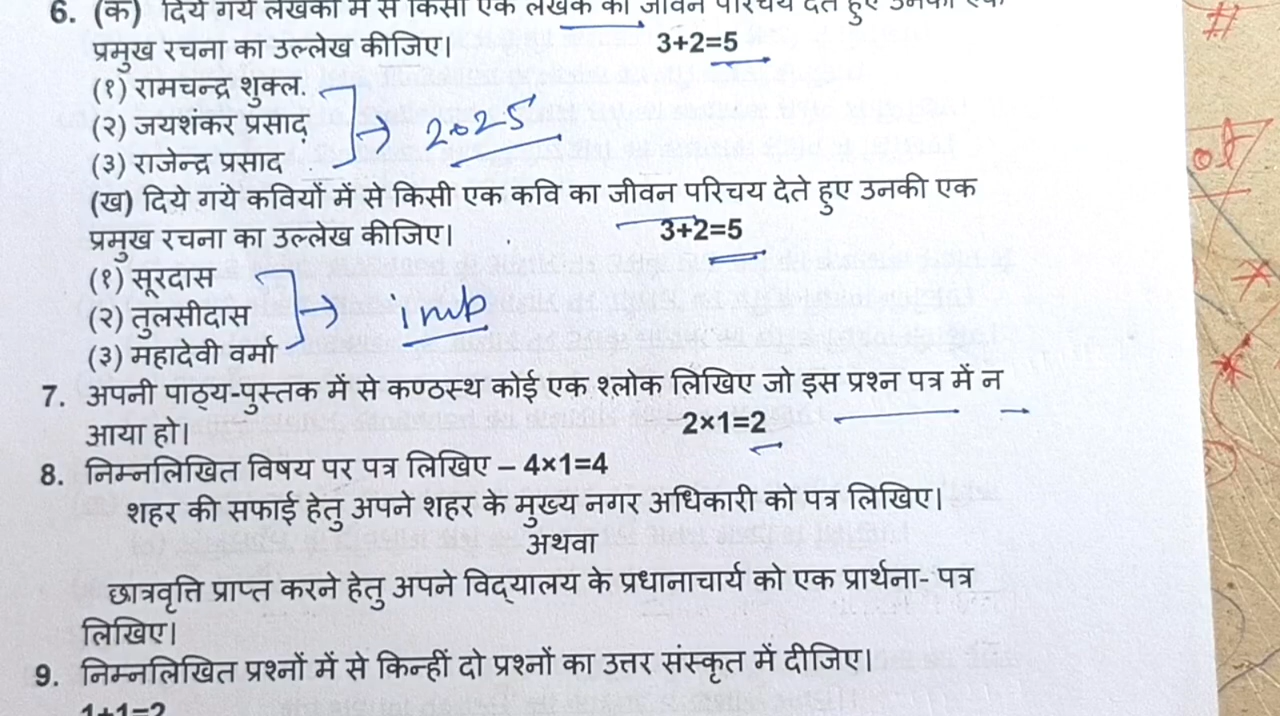 6. (क) दिये गये लेखकों में से किसी एक लेखक का जीवन परिचय देते हुए उनकी एक
प्रमुख रचना का उल्लेख कीजिए। 3+2=5
(१) रामचन्द्र शुक्ल.
(२) जयशंकर प्रसाद
(३) राजेन्द्र प्रसाद
2025
(ख) दिये गये कवियों में से किसी एक कवि का जीवन परिचय देते हुए उनकी एक
प्रमुख रचना का उल्लेख कीजिए। 3+2=5
(१) सूरदास
(२) तुलसीदास
(३) महादेवी वर्मा
imp
7. अपनी पाठ्य-पुस्तक में से कण्ठस्थ कोई एक श्लोक लिखिए जो इस प्रश्न पत्र में न
आया हो। 2×1=2
8. निम्नलिखित विषय पर पत्र लिखिए – 4×1=4
शहर की सफाई हेतु अपने शहर के मुख्य नगर अधिकारी को पत्र लिखिए।
अथवा
छात्रवृत्ति प्राप्त करने हेतु अपने विद्यालय के प्रधानाचार्य को एक प्रार्थना- पत्र
लिखिए।
9. निम्नलिखित प्रश्नों में से किन्हीं दो प्रश्नों का उत्तर संस्कृत में दीजिए।
1+1=2